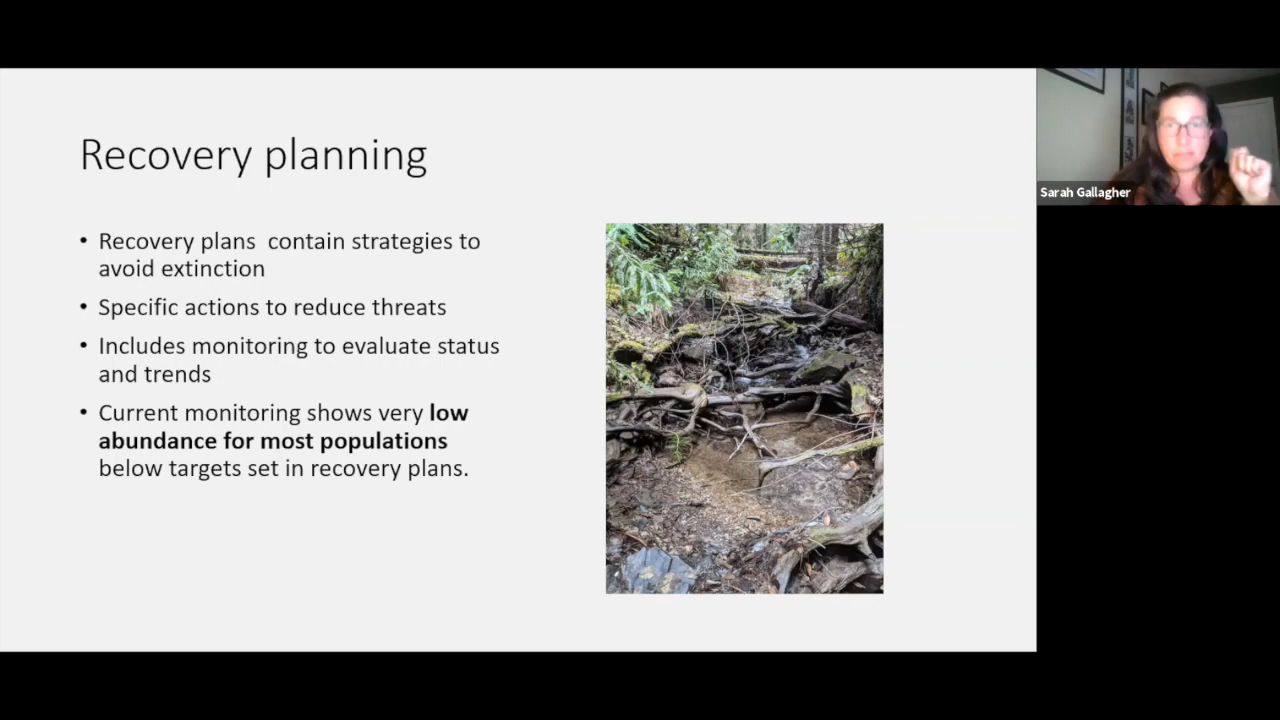 Recovery planning
• Recovery plans  contain strategies to
avoid extinction
• Specific actions to reduce threats
• Includes monitoring to evaluate status
and trends
• Current monitoring shows very low
abundance for most populations
below targets set in recovery plans.
Sarah Gallagher